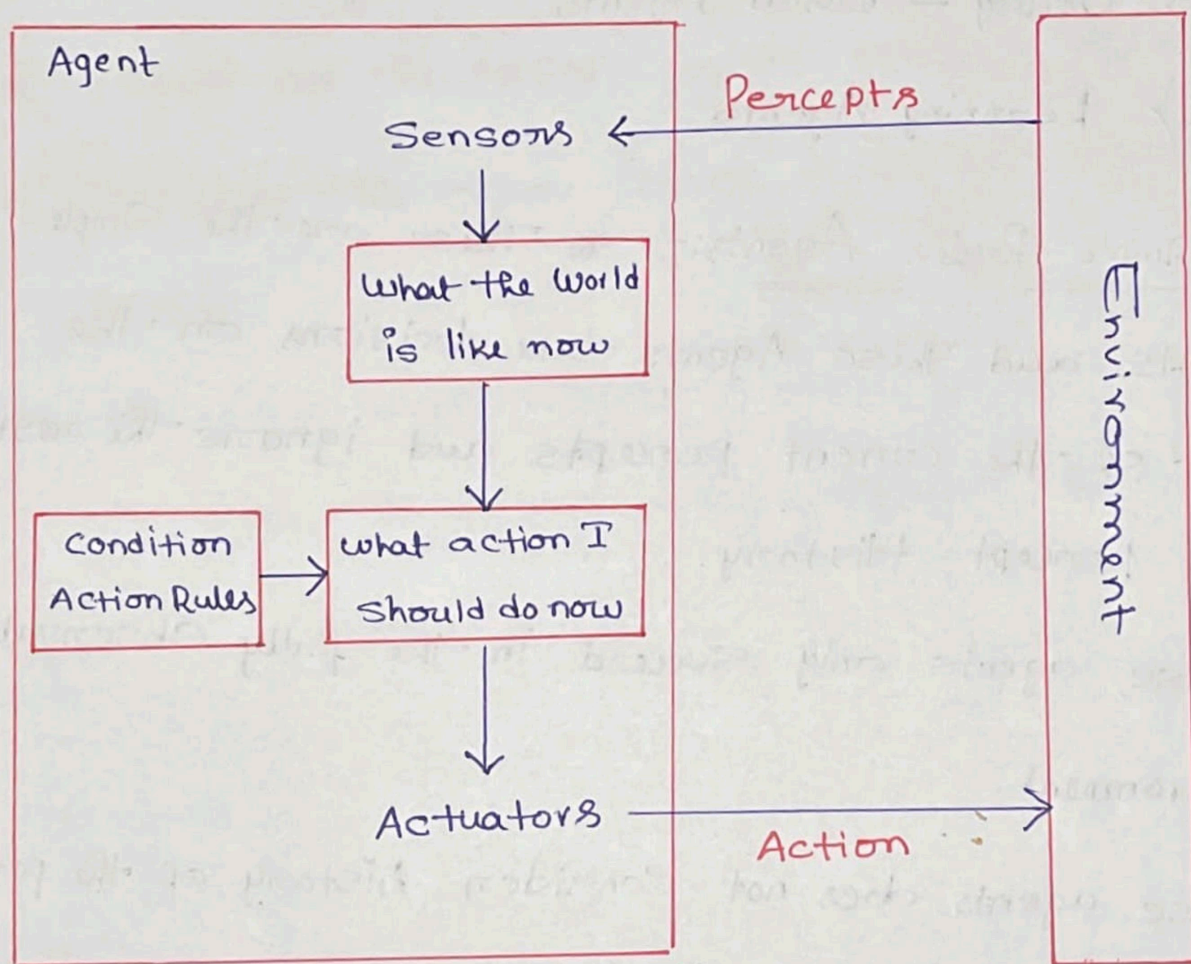 Agent
Percepts
Sensors
What the World
is like now
Condition
Action Rules
what action I
Should do now
Environment
Actuators
Action